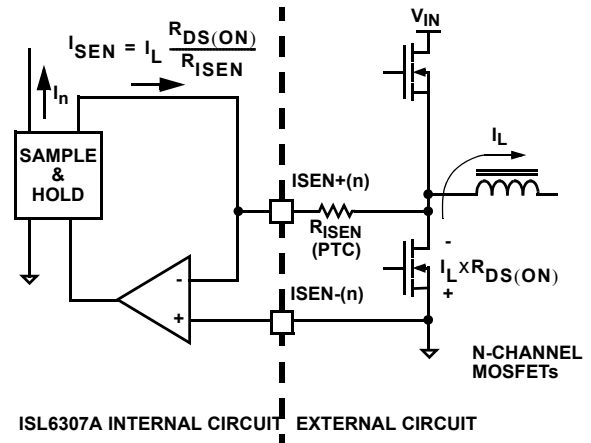 I_SEN = I_L R_DS(ON) / R_ISEN
I_n
SAMPLE
&
HOLD
-
+
V_IN
I_L
ISEN+(n)
R_ISEN
(PTC)
-
I_L x R_DS(ON)
+
ISEN-(n)
N-CHANNEL
MOSFETs
ISL6307A INTERNAL CIRCUIT
EXTERNAL CIRCUIT